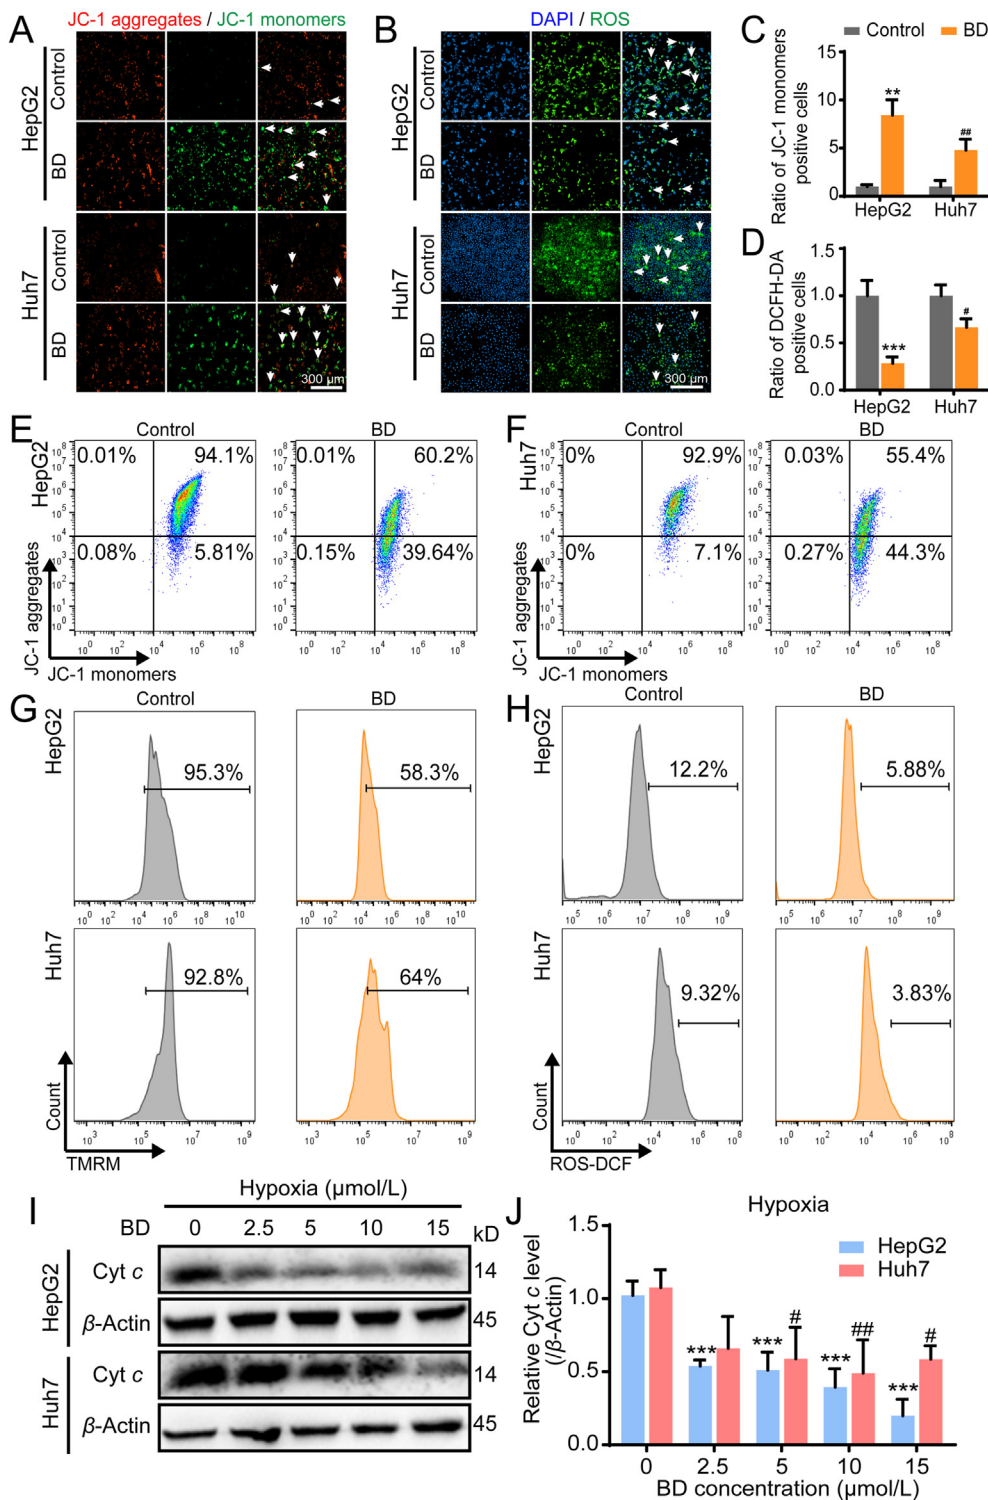 A
JC-1 aggregates / JC-1 monomers
HepG2
Control
BD
Huh7
Control
BD
300 µm
B
DAPI / ROS
HepG2
Control
BD
Huh7
Control
BD
300 µm
C
Control
BD
Ratio of JC-1 monomers
positive cells
15
10
5
0
**
##
HepG2
Huh7
D
Ratio of DCFH-DA
positive cells
1.5
1.0
0.5
0.0
***
#
HepG2
Huh7
E
Control
BD
HepG2
0.01%
94.1%
0.08%
5.81%
0.01%
60.2%
0.15%
39.64%
JC-1 aggregates
JC-1 monomers
F
Control
BD
Huh7
0%
92.9%
0%
7.1%
0.03%
55.4%
0.27%
44.3%
JC-1 aggregates
JC-1 monomers
G
Control
BD
HepG2
95.3%
58.3%
Huh7
92.8%
64%
Count
TMRM
H
Control
BD
HepG2
12.2%
5.88%
Huh7
9.32%
3.83%
Count
ROS-DCF
I
Hypoxia (µmol/L)
BD 0 2.5 5 10 15 kD
HepG2
Cyt c 14
β-Actin 45
Huh7
Cyt c 14
β-Actin 45
J
Hypoxia
HepG2
Huh7
Relative Cyt c level
(/β-Actin)
1.5
1.0
0.5
0.0
***
***
#
***
##
***
#
0 2.5 5 10 15
BD concentration (µmol/L)